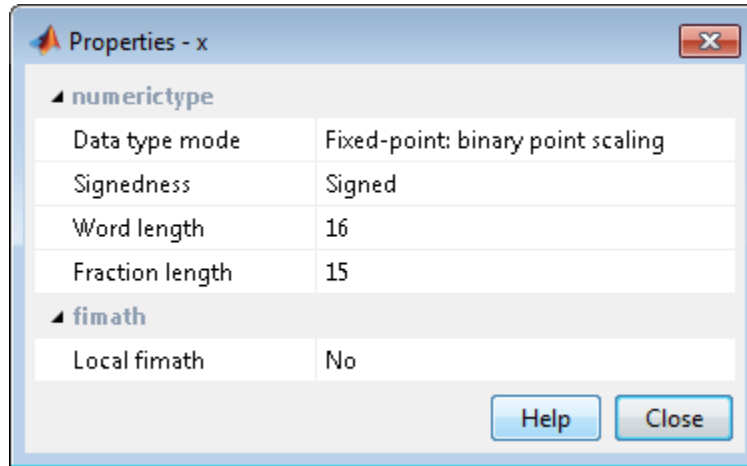 Properties - x
numerictype
Data type mode Fixed-point: binary point scaling
Signedness Signed
Word length 16
Fraction length 15
fimath
Local fimath No
Help Close